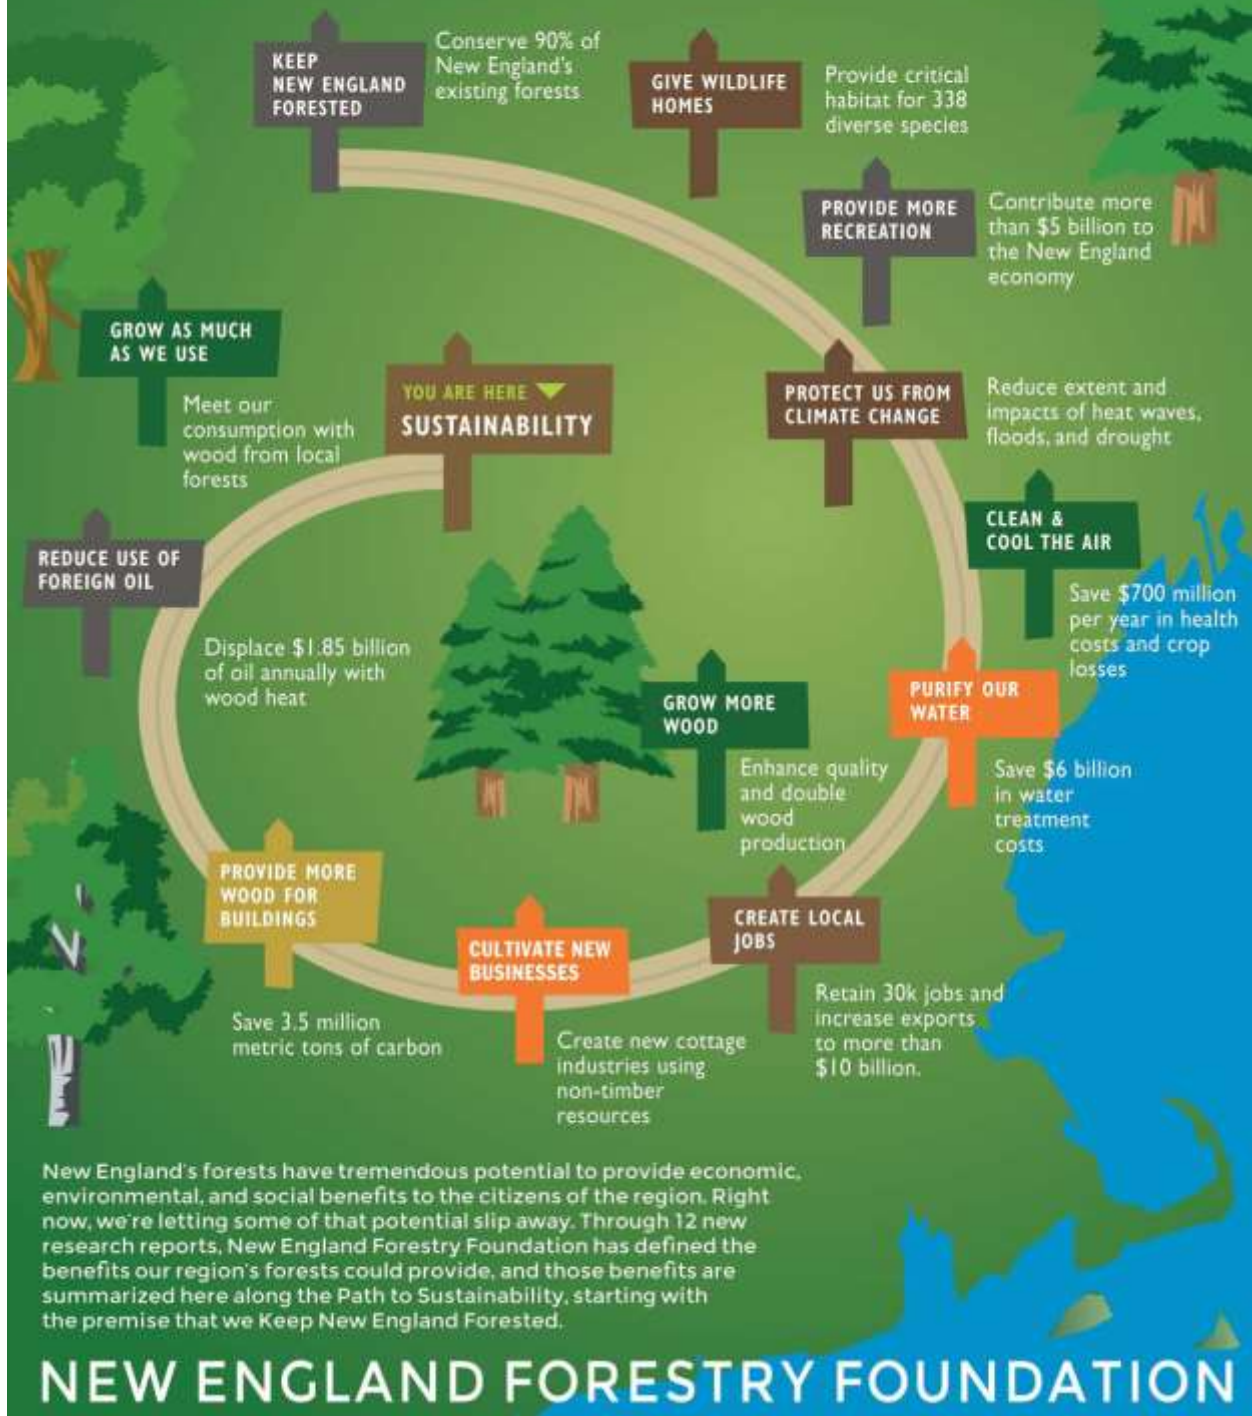 KEEP
NEW ENGLAND
FORESTED
Conserve 90% of
New England's
existing forests
GIVE WILDLIFE
HOMES
Provide critical
habitat for 338
diverse species
PROVIDE MORE
RECREATION
Contribute more
than $5 billion to
the New England
economy
GROW AS MUCH
AS WE USE
Meet our
consumption with
wood from local
forests
YOU ARE HERE
SUSTAINABILITY
PROTECT US FROM
CLIMATE CHANGE
Reduce extent and
impacts of heat waves,
floods, and drought
CLEAN &
COOL THE AIR
Save $700 million
per year in health
costs and crop
losses
REDUCE USE OF
FOREIGN OIL
Displace $1.85 billion
of oil annually with
wood heat
GROW MORE
WOOD
Enhance quality
and double
wood
production
PURIFY OUR
WATER
Save $6 billion
in water
treatment
costs
PROVIDE MORE
WOOD FOR
BUILDINGS
Save 3.5 million
metric tons of carbon
CULTIVATE NEW
BUSINESSES
Create new cottage
industries using
non-timber
resources
CREATE LOCAL
JOBS
Retain 30k jobs and
increase exports
to more than
$10 billion.
New England's forests have tremendous potential to provide economic,
environmental, and social benefits to the citizens of the region. Right
now, we're letting some of that potential slip away. Through 12 new
research reports, New England Forestry Foundation has defined the
benefits our region's forests could provide, and those benefits are
summarized here along the Path to Sustainability, starting with
the premise that we Keep New England Forested.
NEW ENGLAND FORESTRY FOUNDATION